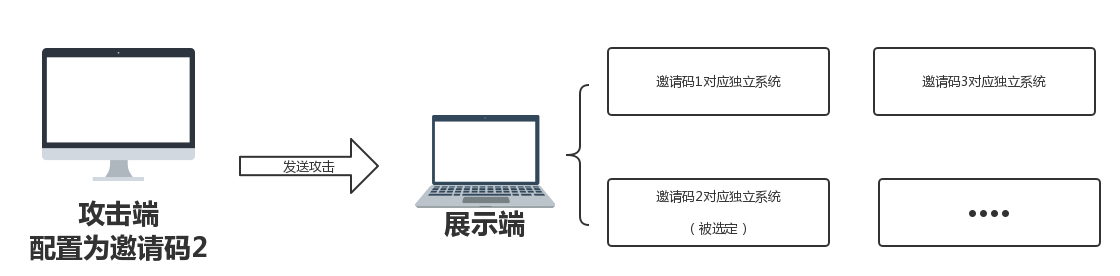 攻击端
配置为邀请码2
发送攻击
展示端
邀请码1对应独立系统
邀请码3对应独立系统
邀请码2对应独立系统
（被选定）
••••